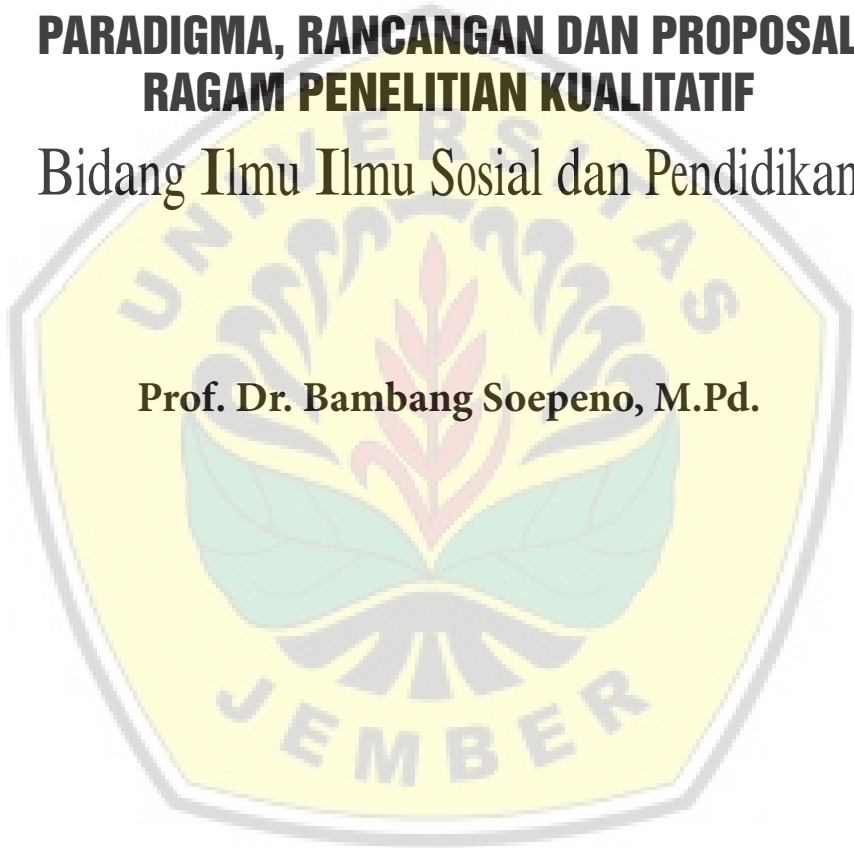 PARADIGMA, RANCANGAN DAN PROPOSAL
RAGAM PENELITIAN KUALITATIF
Bidang Ilmu Ilmu Sosial dan Pendidikan
UNIVERSITAS
Prof. Dr. Bambang Soepeno, M.Pd.
JEMBER